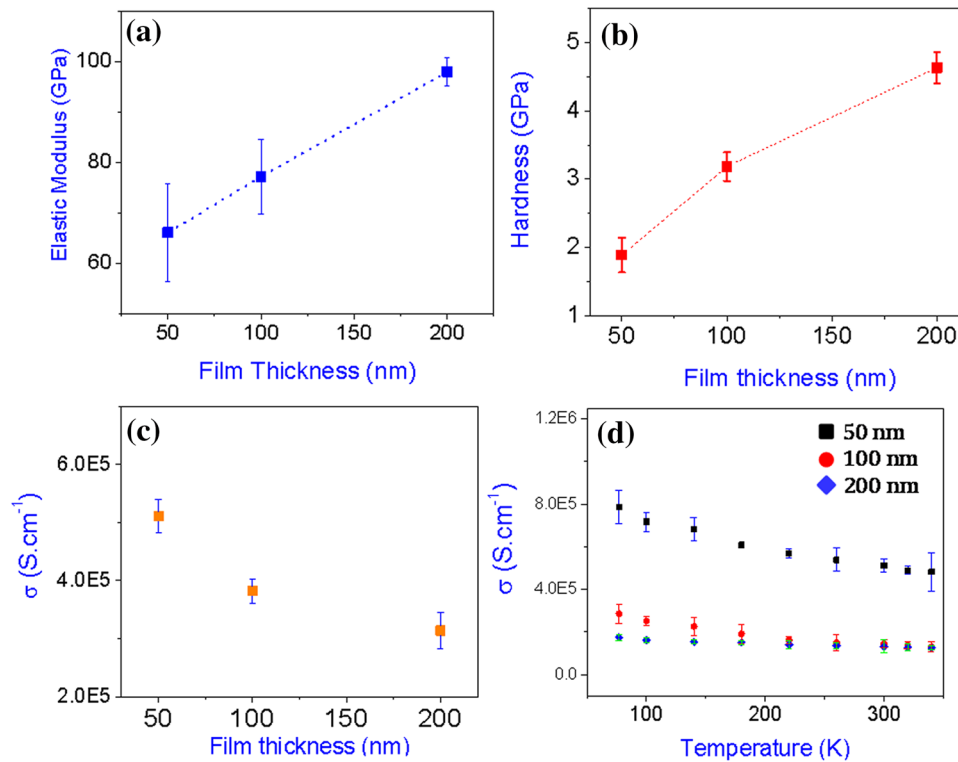 (a)
Elastic Modulus (GPa)
100
80
60
50
100
150
200
Film Thickness (nm)
(b)
Hardness (GPa)
5
4
3
2
1
50
100
150
200
Film thickness (nm)
(c)
σ (S.cm⁻¹)
6.0E5
4.0E5
2.0E5
50
100
150
200
Film thickness (nm)
(d)
50 nm
100 nm
200 nm
σ (S.cm⁻¹)
1.2E6
8.0E5
4.0E5
0.0
100
200
300
Temperature (K)